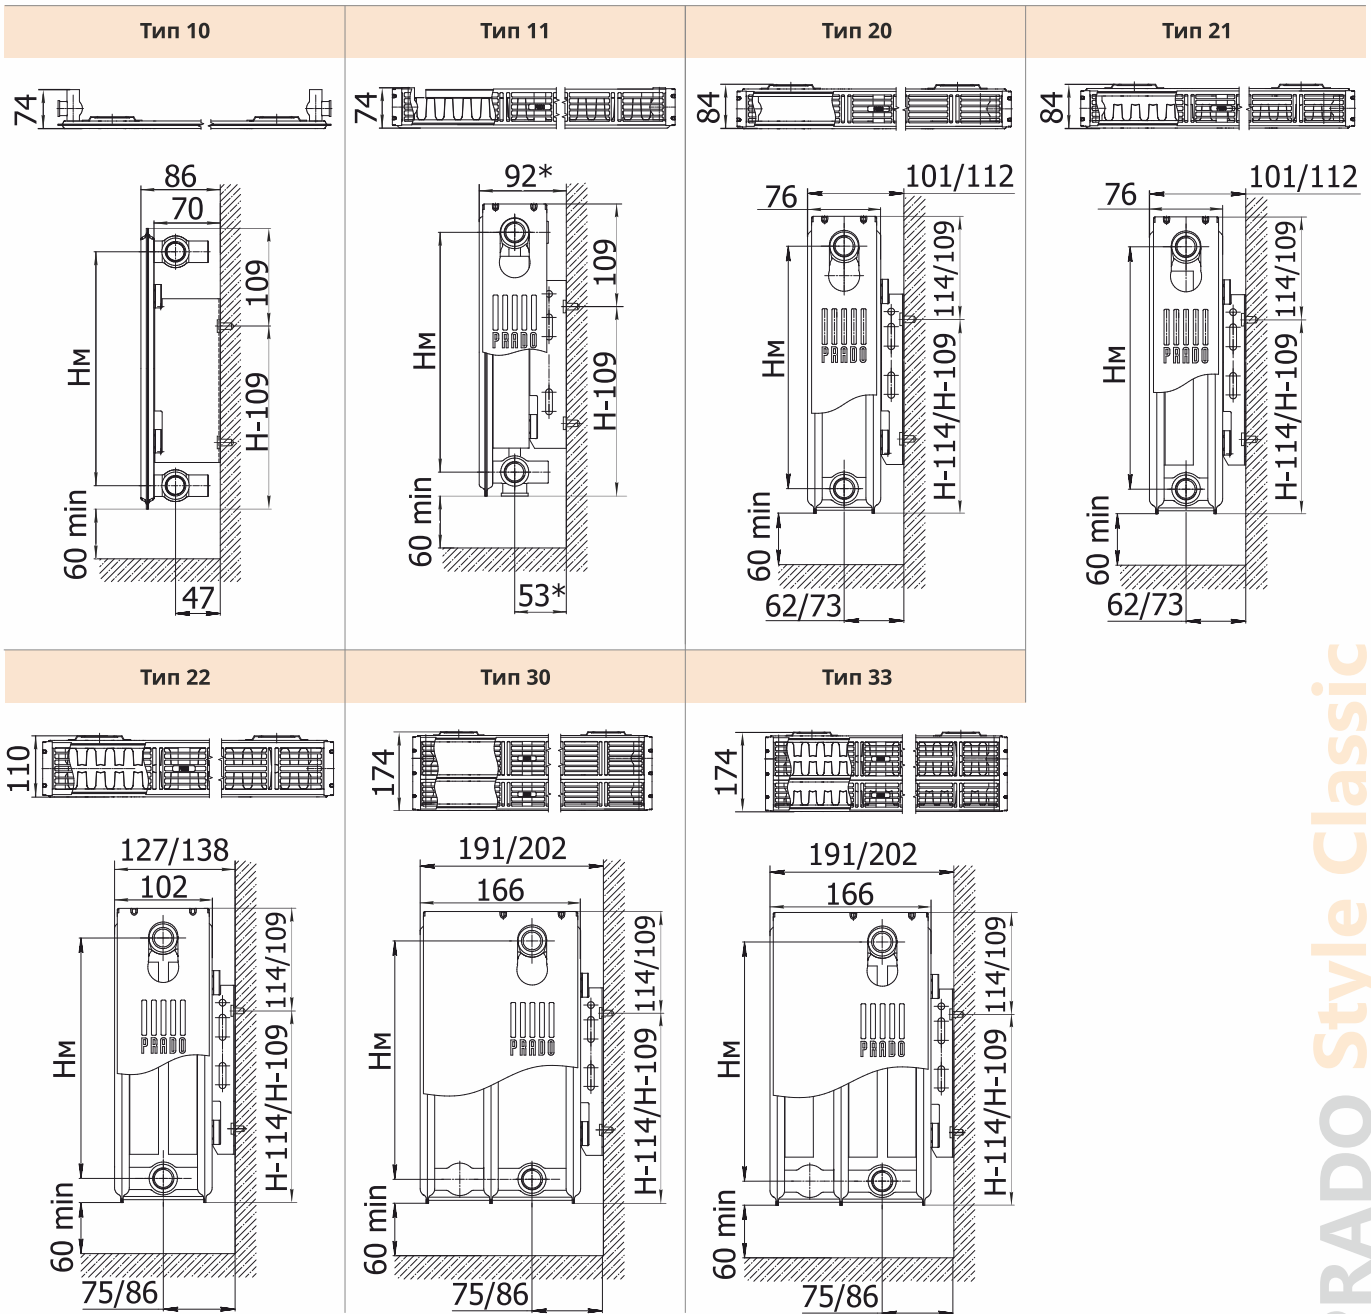 Тип 10
Тип 11
Тип 20
Тип 21
74
74
84
84
86
70
109
Нм
Н-109
60 min
47
92*
109
Нм
PRADO
Н-109
60 min
53*
101/112
76
114/109
Нм
PRADO
Н-114/Н-109
60 min
62/73
101/112
76
114/109
Нм
PRADO
Н-114/Н-109
60 min
62/73
Тип 22
Тип 30
Тип 33
110
174
174
127/138
102
114/109
Нм
PRADO
Н-114/Н-109
60 min
75/86
191/202
166
114/109
Нм
PRADO
Н-114/Н-109
60 min
75/86
191/202
166
114/109
Нм
PRADO
Н-114/Н-109
60 min
75/86
PRADO Style Classic